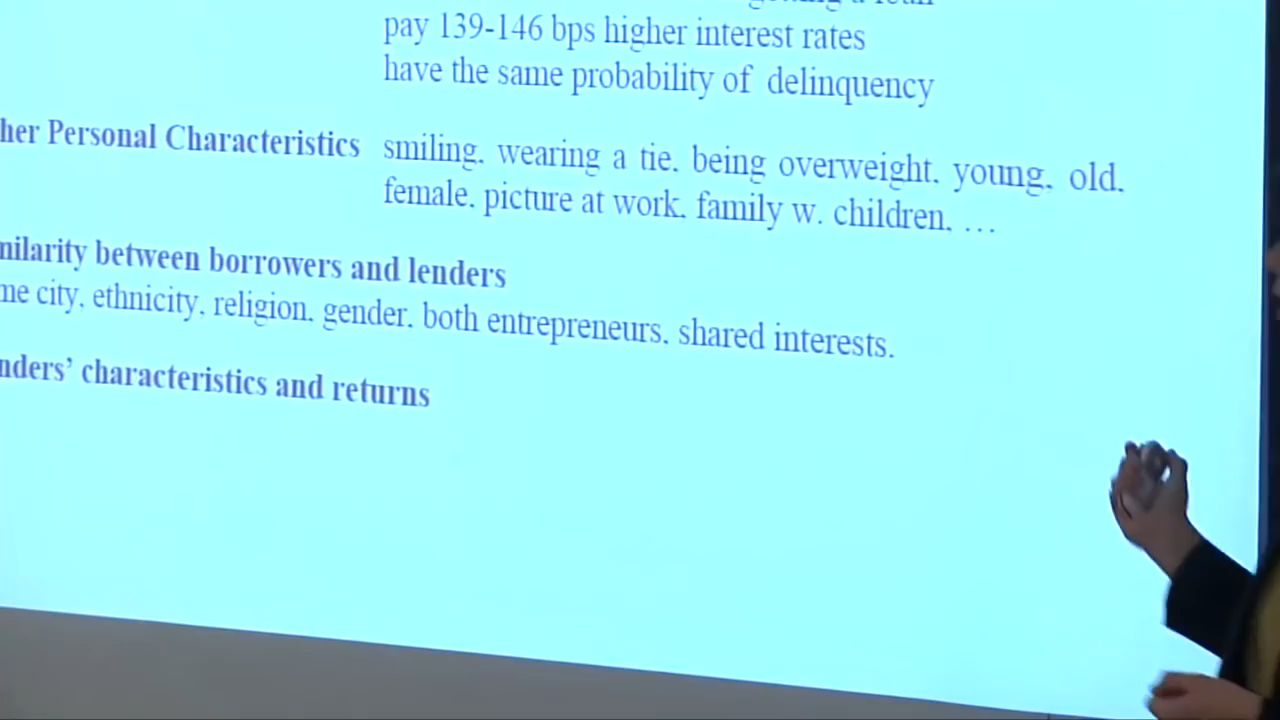 pay 139-146 bps higher interest rates
have the same probability of delinquency
her Personal Characteristics smiling, wearing a tie, being overweight, young, old,
female, picture at work, family w. children, …
nilarity between borrowers and lenders
me city, ethnicity, religion, gender, both entrepreneurs, shared interests.
nders’ characteristics and returns